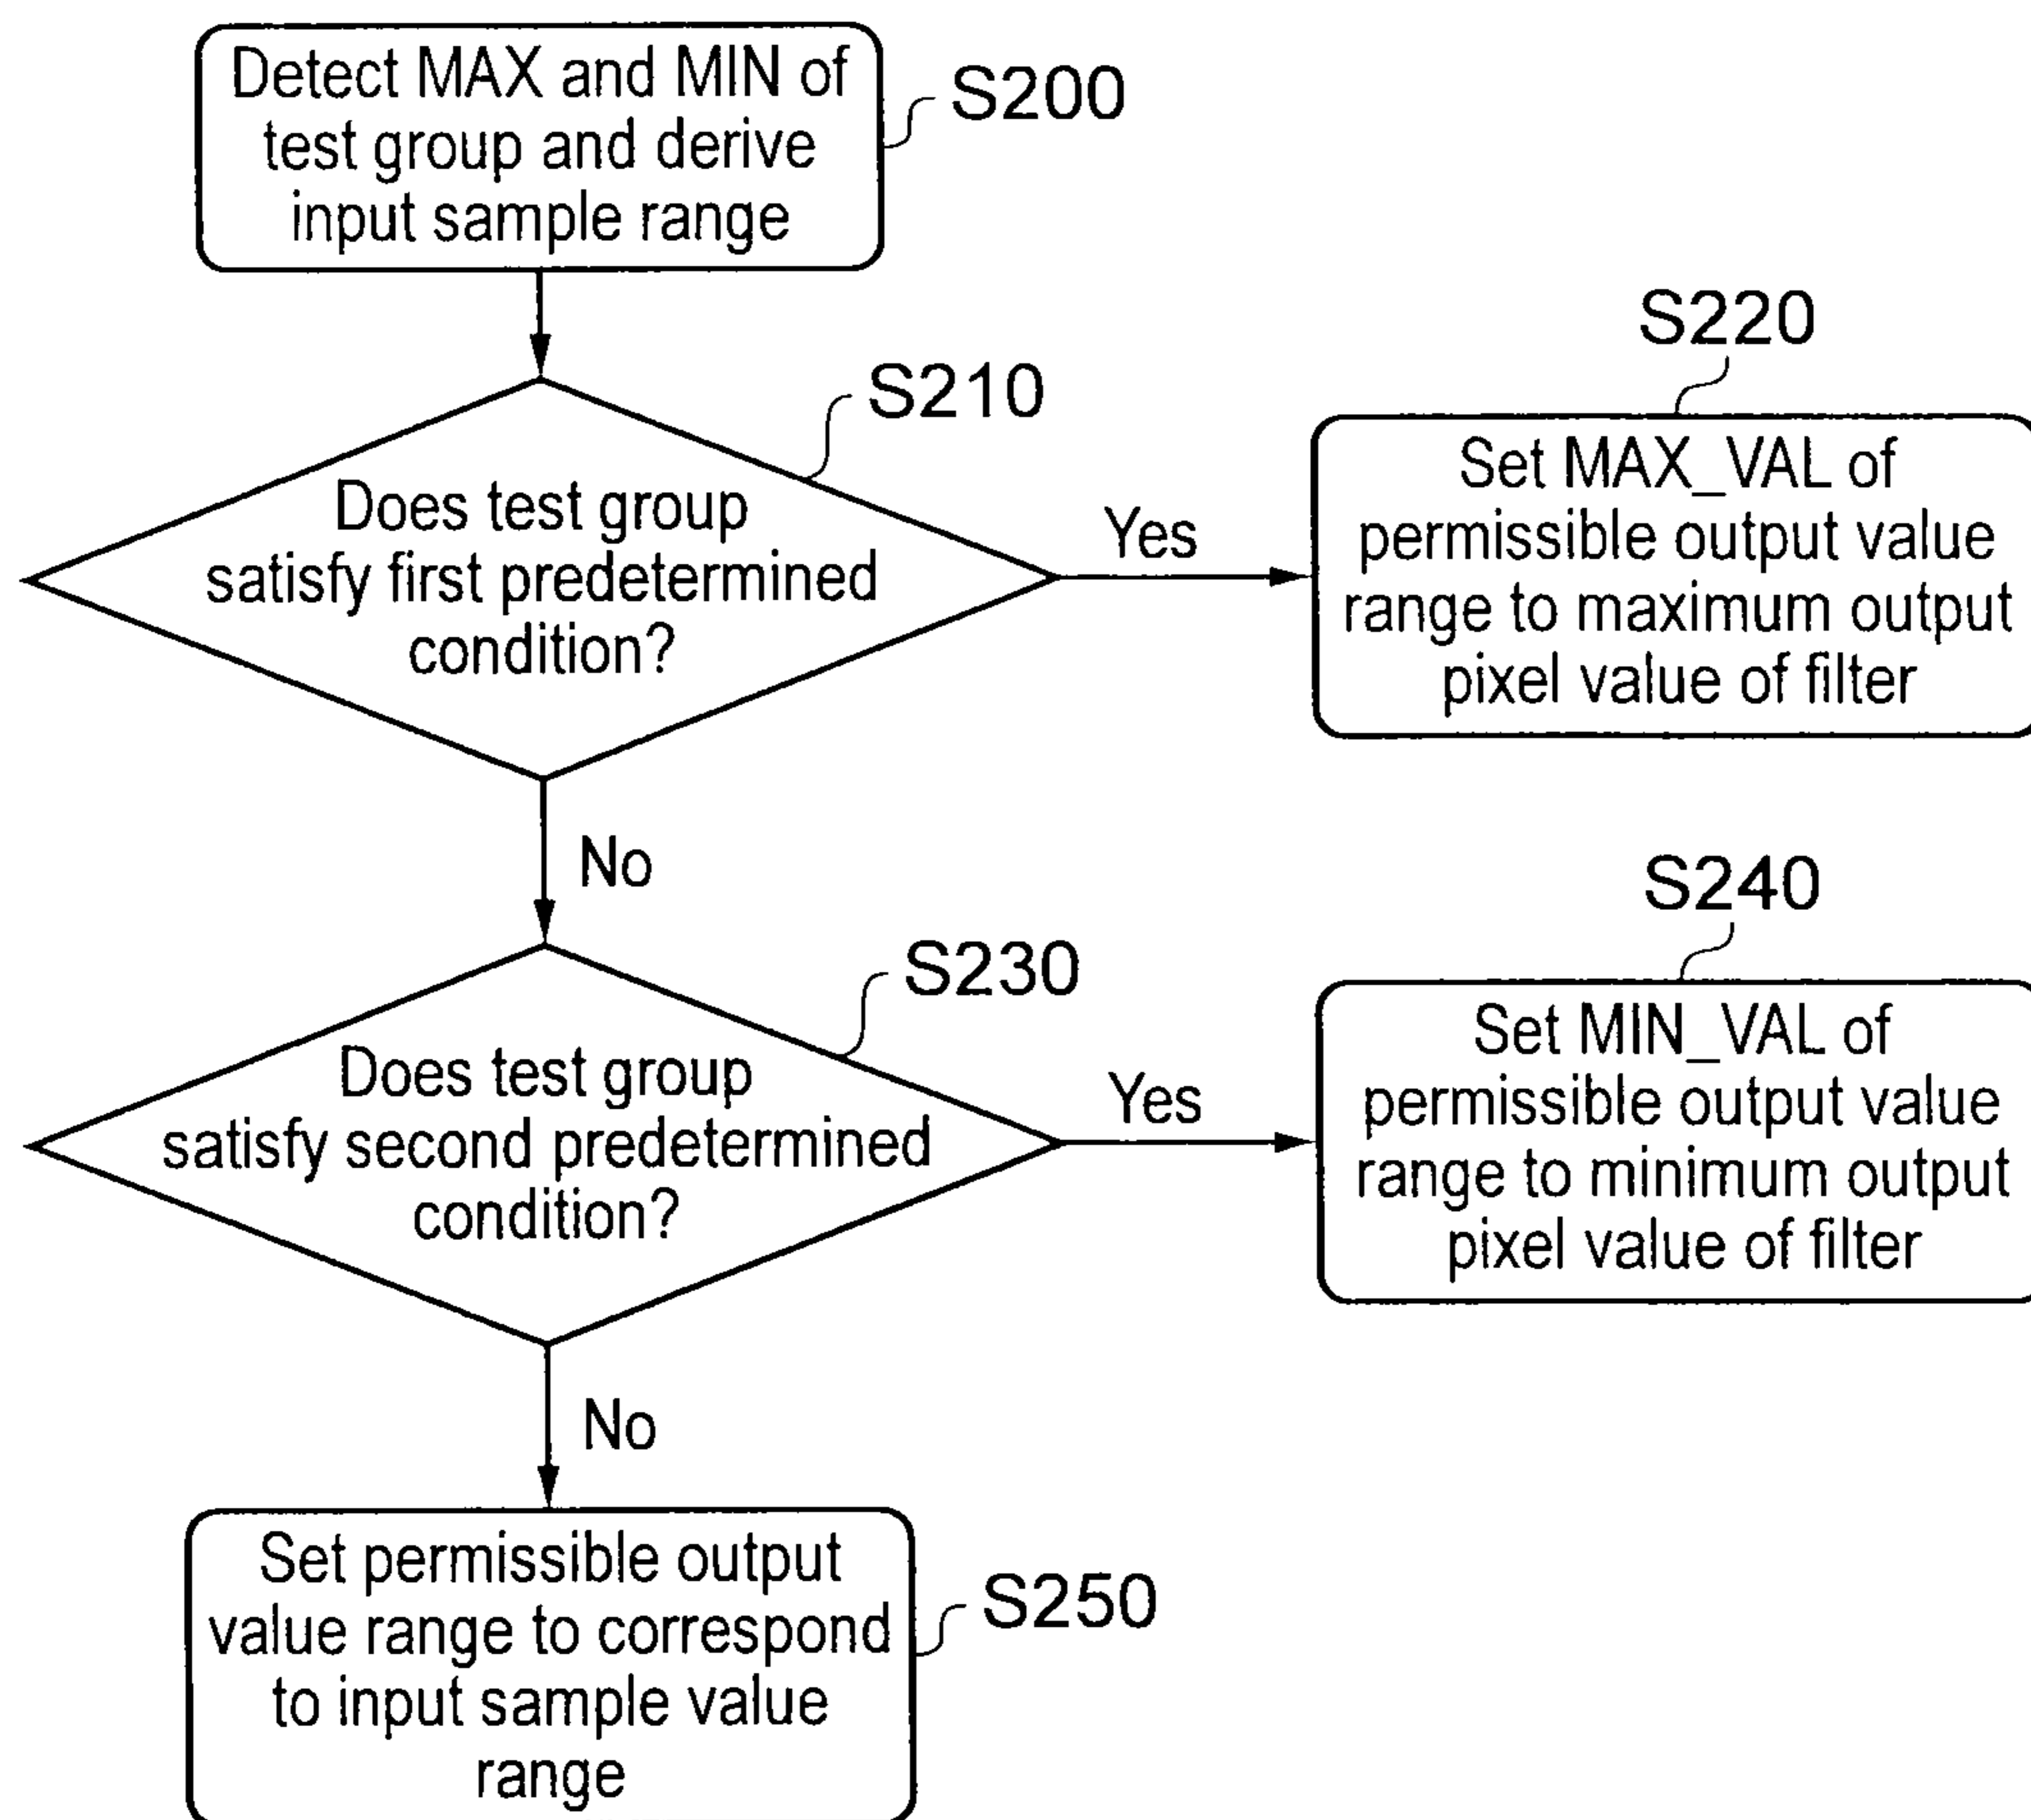 Detect MAX and MIN of
test group and derive
input sample range
S200
S210
Does test group
satisfy first predetermined
condition?
Yes
S220
Set MAX_VAL of
permissible output value
range to maximum output
pixel value of filter
No
S230
Does test group
satisfy second predetermined
condition?
Yes
S240
Set MIN_VAL of
permissible output value
range to minimum output
pixel value of filter
No
Set permissible output
value range to correspond
to input sample value
range
S250